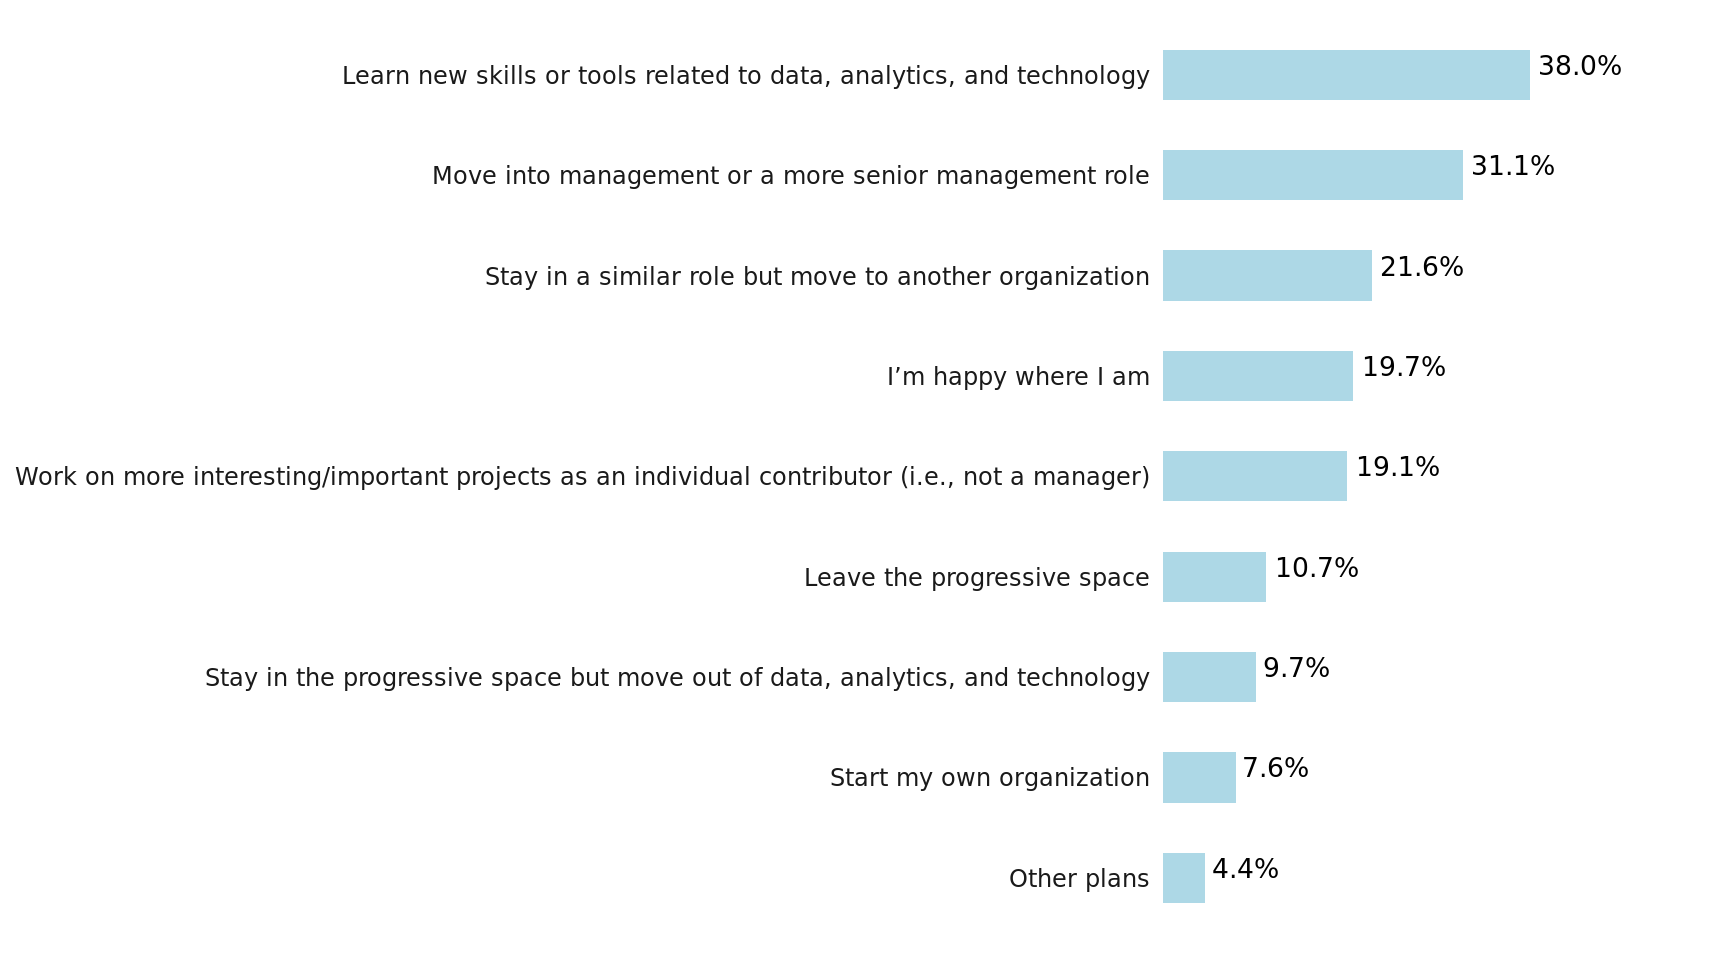 Learn new skills or tools related to data, analytics, and technology 38.0%
Move into management or a more senior management role 31.1%
Stay in a similar role but move to another organization 21.6%
I’m happy where I am 19.7%
Work on more interesting/important projects as an individual contributor (i.e., not a manager) 19.1%
Leave the progressive space 10.7%
Stay in the progressive space but move out of data, analytics, and technology 9.7%
Start my own organization 7.6%
Other plans 4.4%